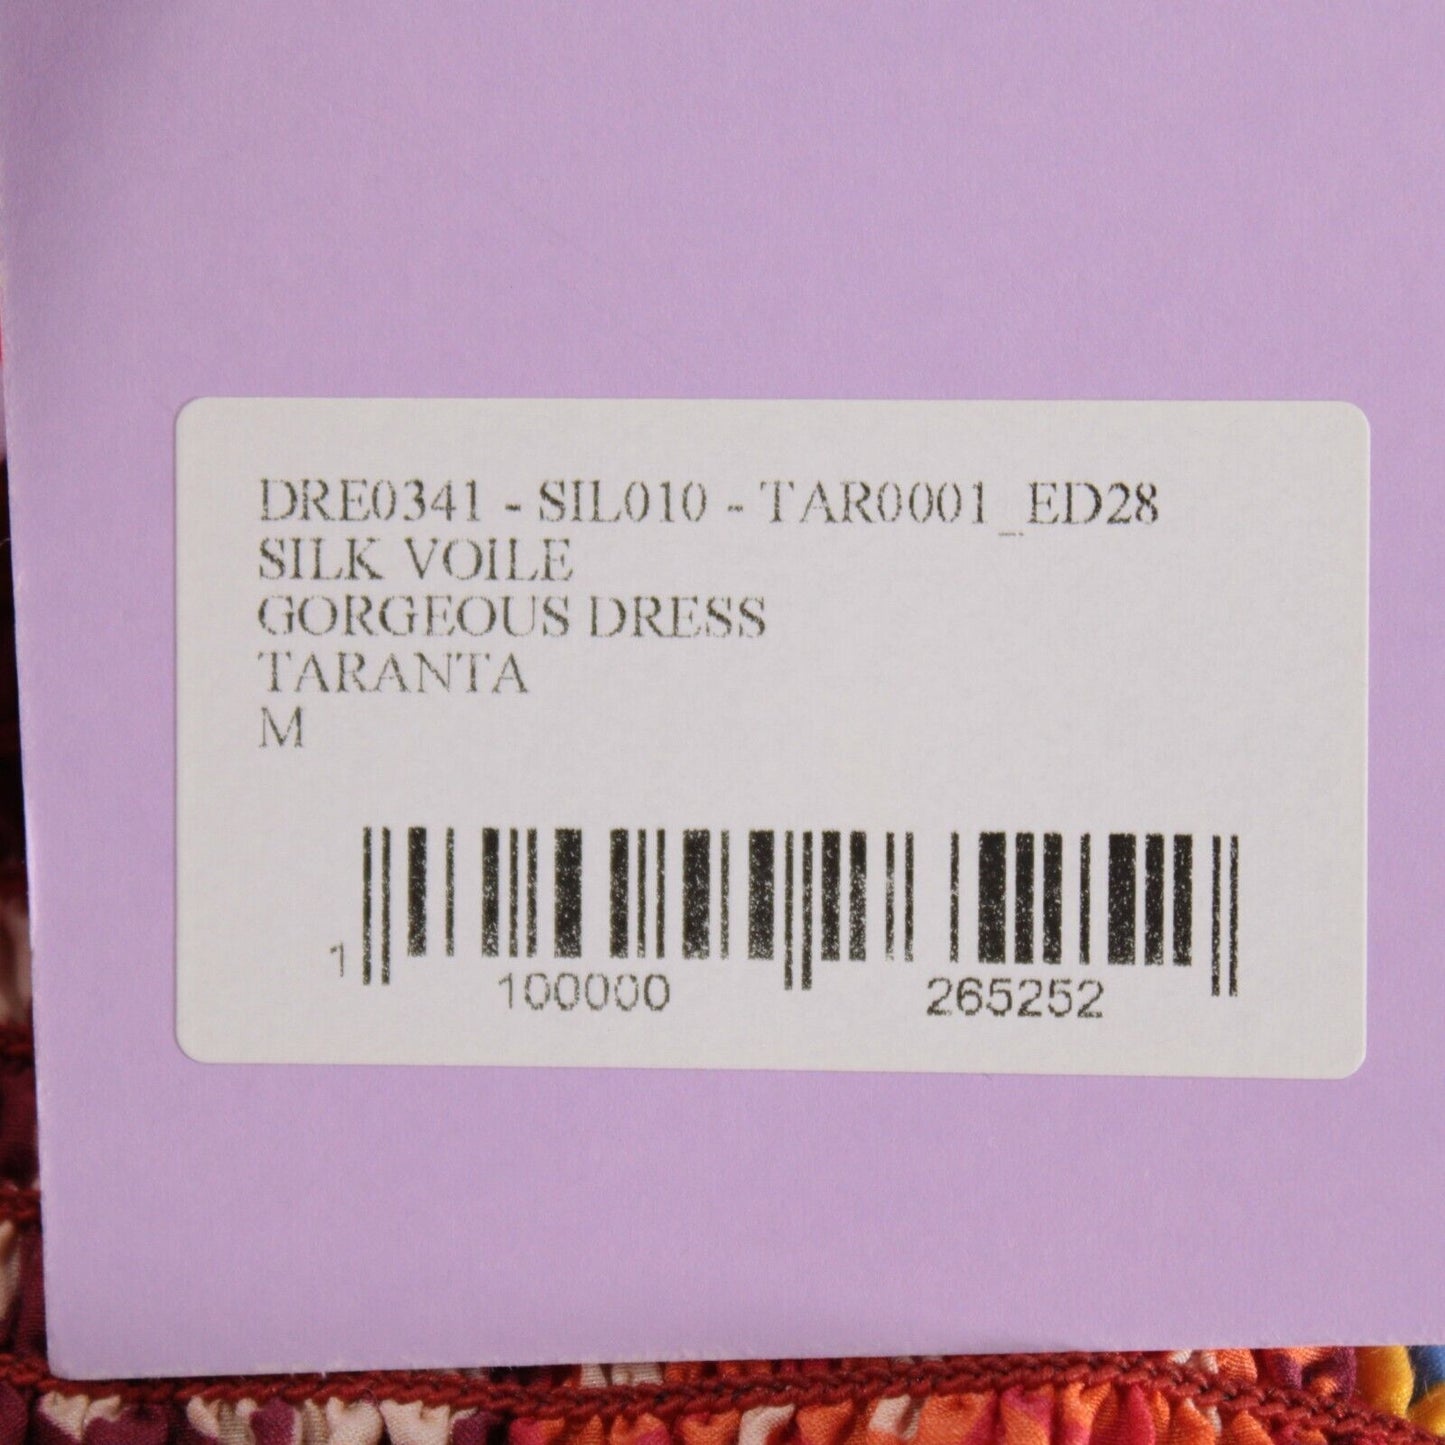 DRE0341 - SIL010 - TAR0001_ED28
SILK VOILE
GORGEOUS DRESS
TARANTA
M
1 100000 265252